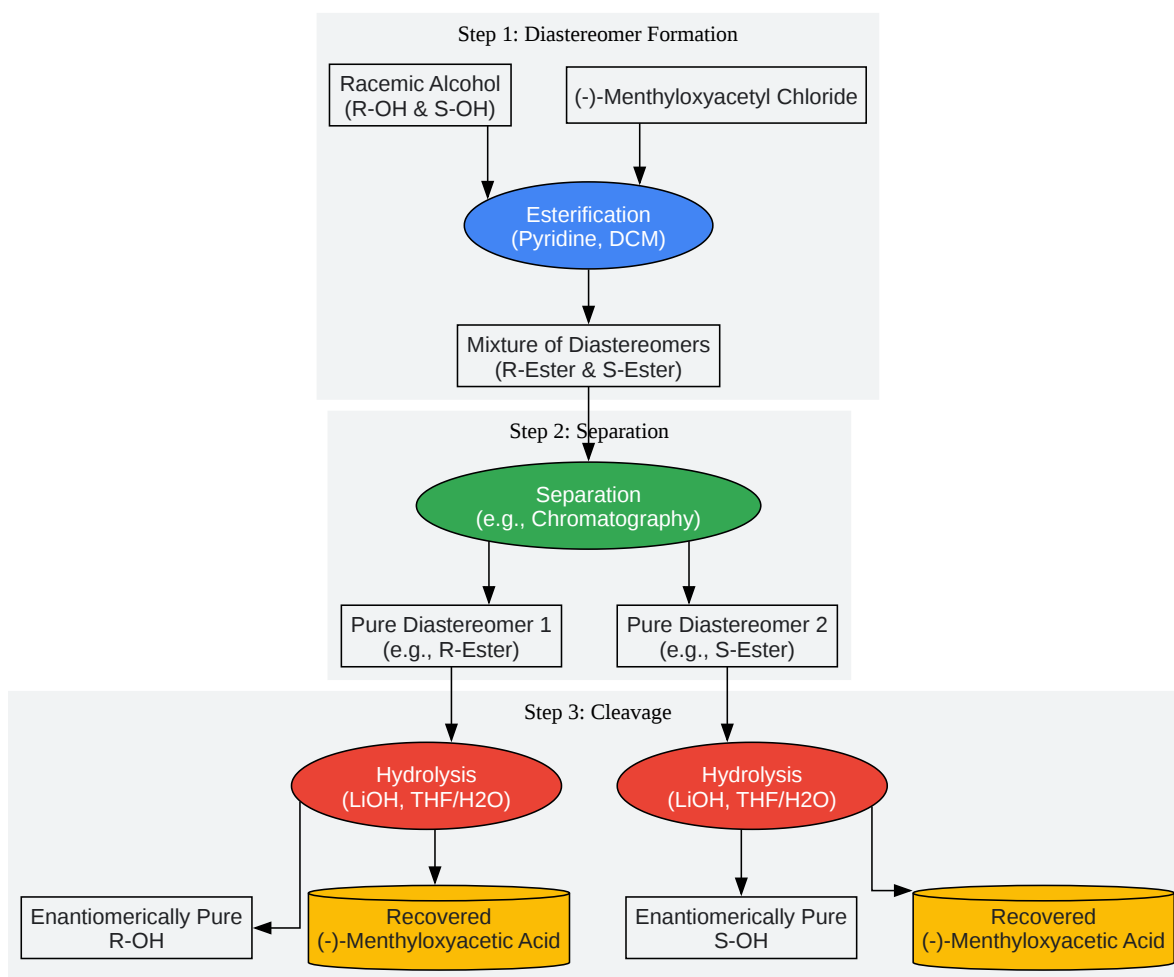 Step 1: Diastereomer Formation
Racemic Alcohol
(R-OH & S-OH)
(-)-Menthyloxyacetyl Chloride
Esterification
(Pyridine, DCM)
Mixture of Diastereomers
(R-Ester & S-Ester)
Step 2: Separation
Separation
(e.g., Chromatography)
Pure Diastereomer 1
(e.g., R-Ester)
Pure Diastereomer 2
(e.g., S-Ester)
Step 3: Cleavage
Hydrolysis
(LiOH, THF/H2O)
Hydrolysis
(LiOH, THF/H2O)
Enantiomerically Pure
R-OH
Recovered
(-)-Menthyloxyacetic Acid
Enantiomerically Pure
S-OH
Recovered
(-)-Menthyloxyacetic Acid